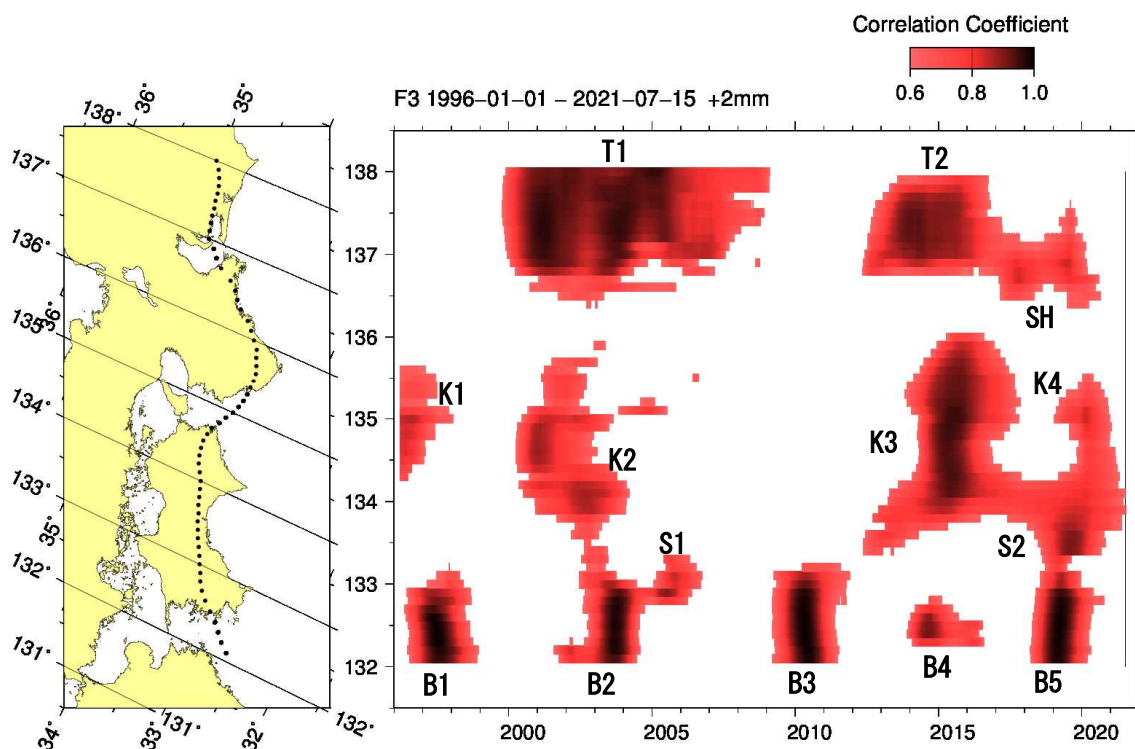 Correlation Coefficient
0.6 0.8 1.0
F3 1996-01-01 - 2021-07-15 +2mm
138° 36° 35°
137°
136°
36°
135°
134°
133°
35°
132°
131°
34° 33° 131° 32° 132°
138
137
136
135
134
133
132
T1
T2
SH
K1
K4
K3
K2
S1
S2
B1
B2
B3
B4
B5
2000 2005 2010 2015 2020